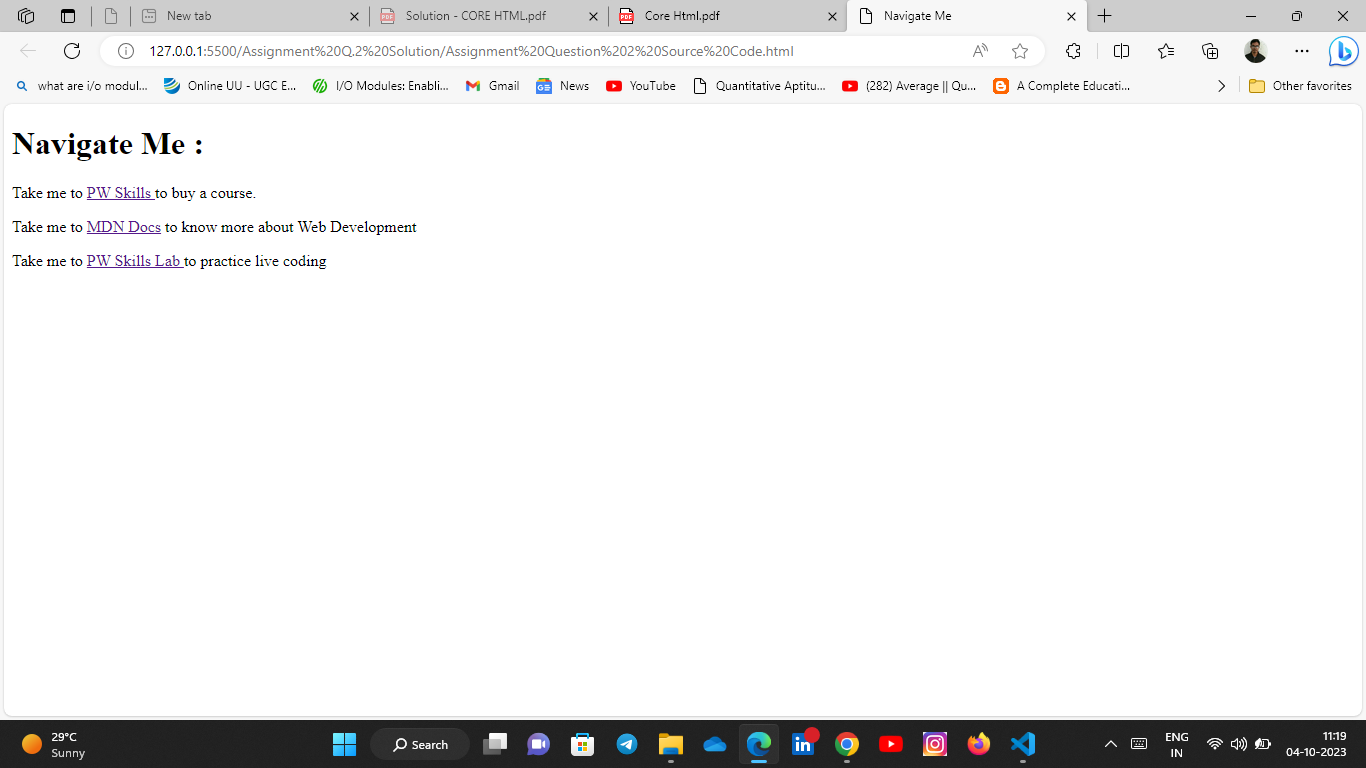 New tab
Solution - CORE HTML.pdf
Core Html.pdf
Navigate Me
127.0.0.1:5500/Assignment%20Q.2%20Solution/Assignment%20Question%202%20Source%20Code.html
what are i/o modul...
Online UU - UGC E...
I/O Modules: Enabli...
Gmail
News
YouTube
Quantitative Aptitu...
(282) Average || Qu...
A Complete Educati...
Other favorites
Navigate Me :
Take me to PW Skills to buy a course.
Take me to MDN Docs to know more about Web Development
Take me to PW Skills Lab to practice live coding
29°C
Sunny
Search
ENG
IN
11:19
04-10-2023